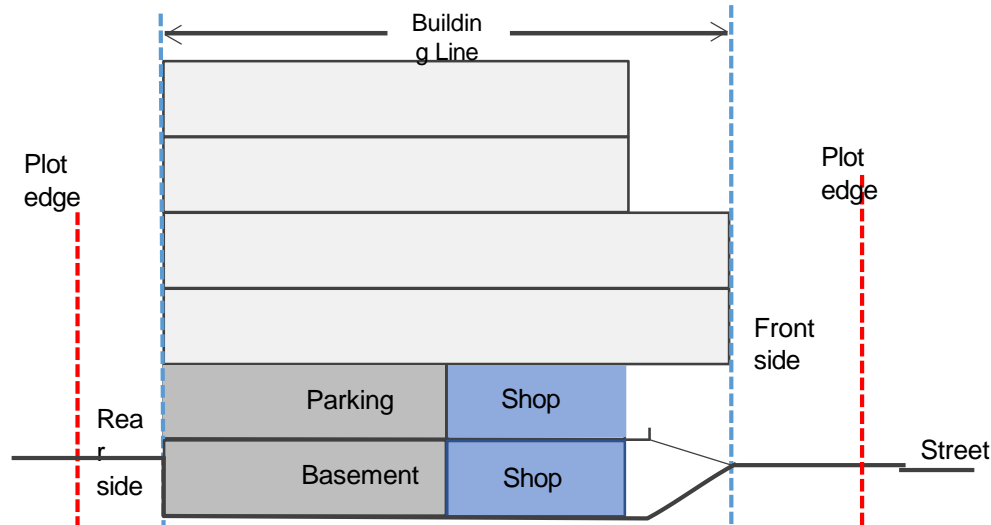 Buildin
g Line
Plot
edge
Plot
edge
Front
side
Parking
Shop
Rea
r
side
Basement
Shop
Street